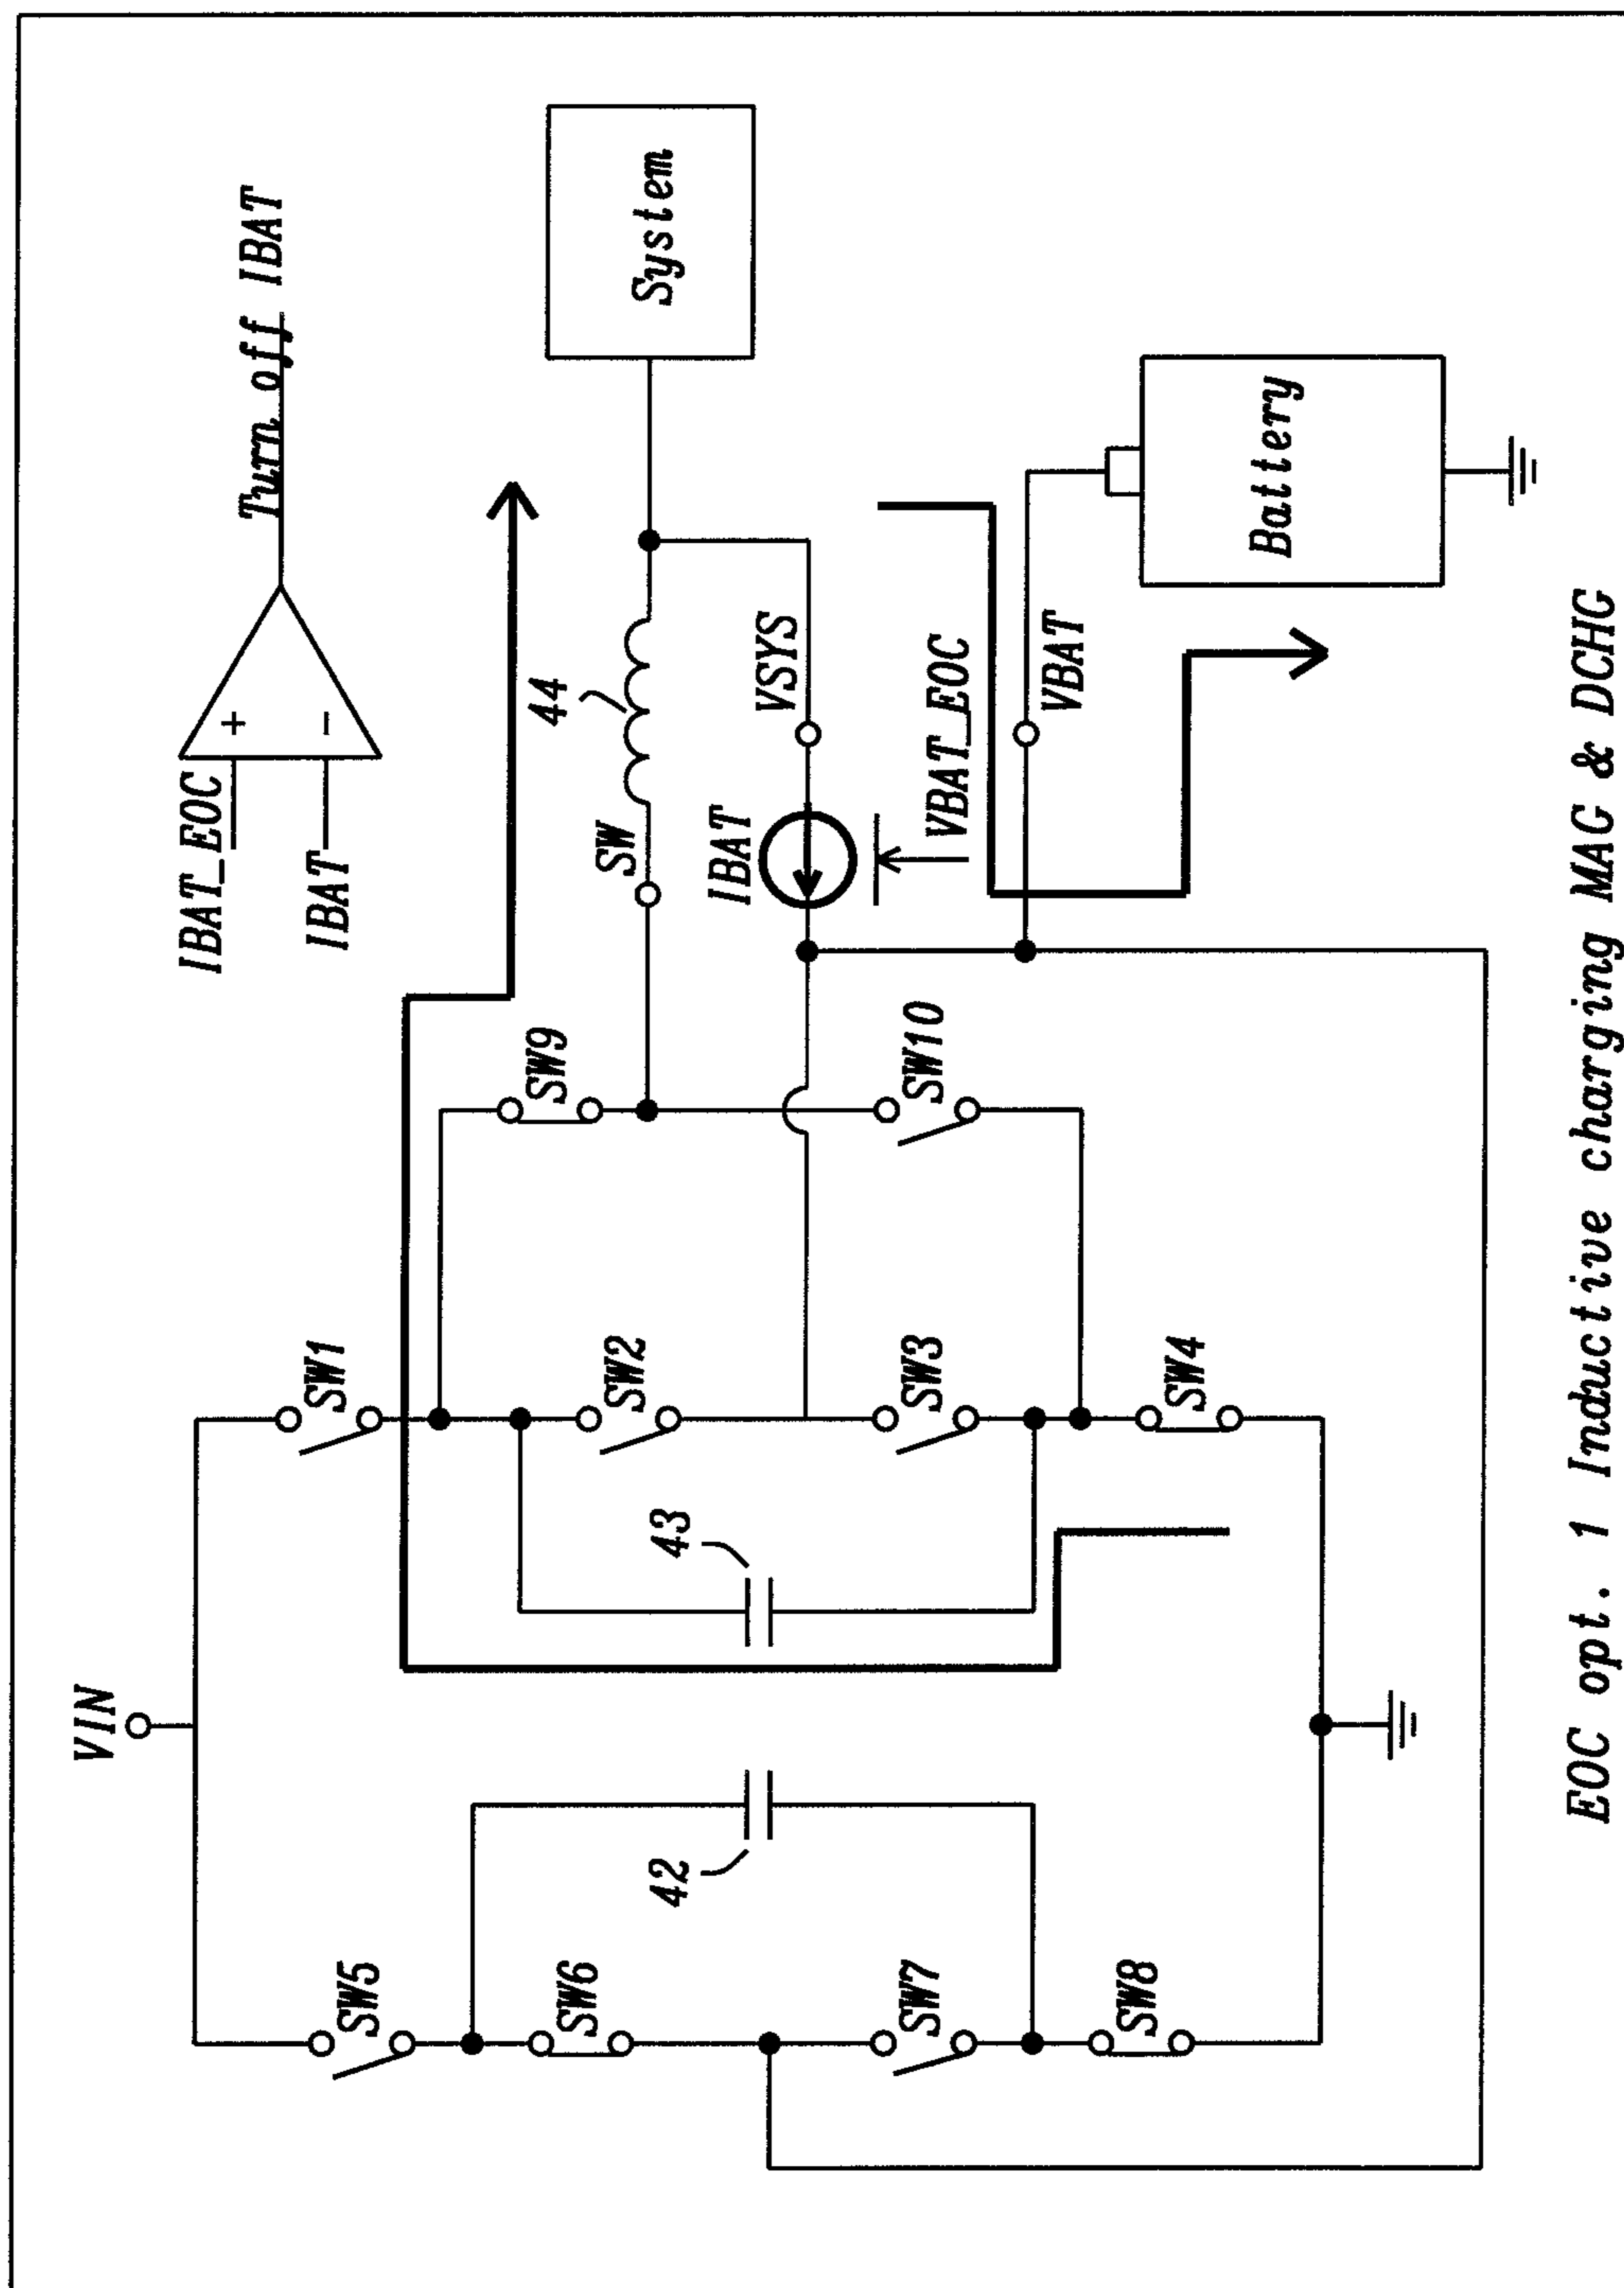 VIN
SW5
SW6
SW7
SW8
42
43
SW1
SW2
SW3
SW4
SW9
SW10
IBAT_EOC
IBAT
+
−
Turn off IBAT
SW
44
IBAT
VSYS
VBAT_EOC
VBAT
System
Battery
EOC opt. 1 Inductive charging MAG & DCHG